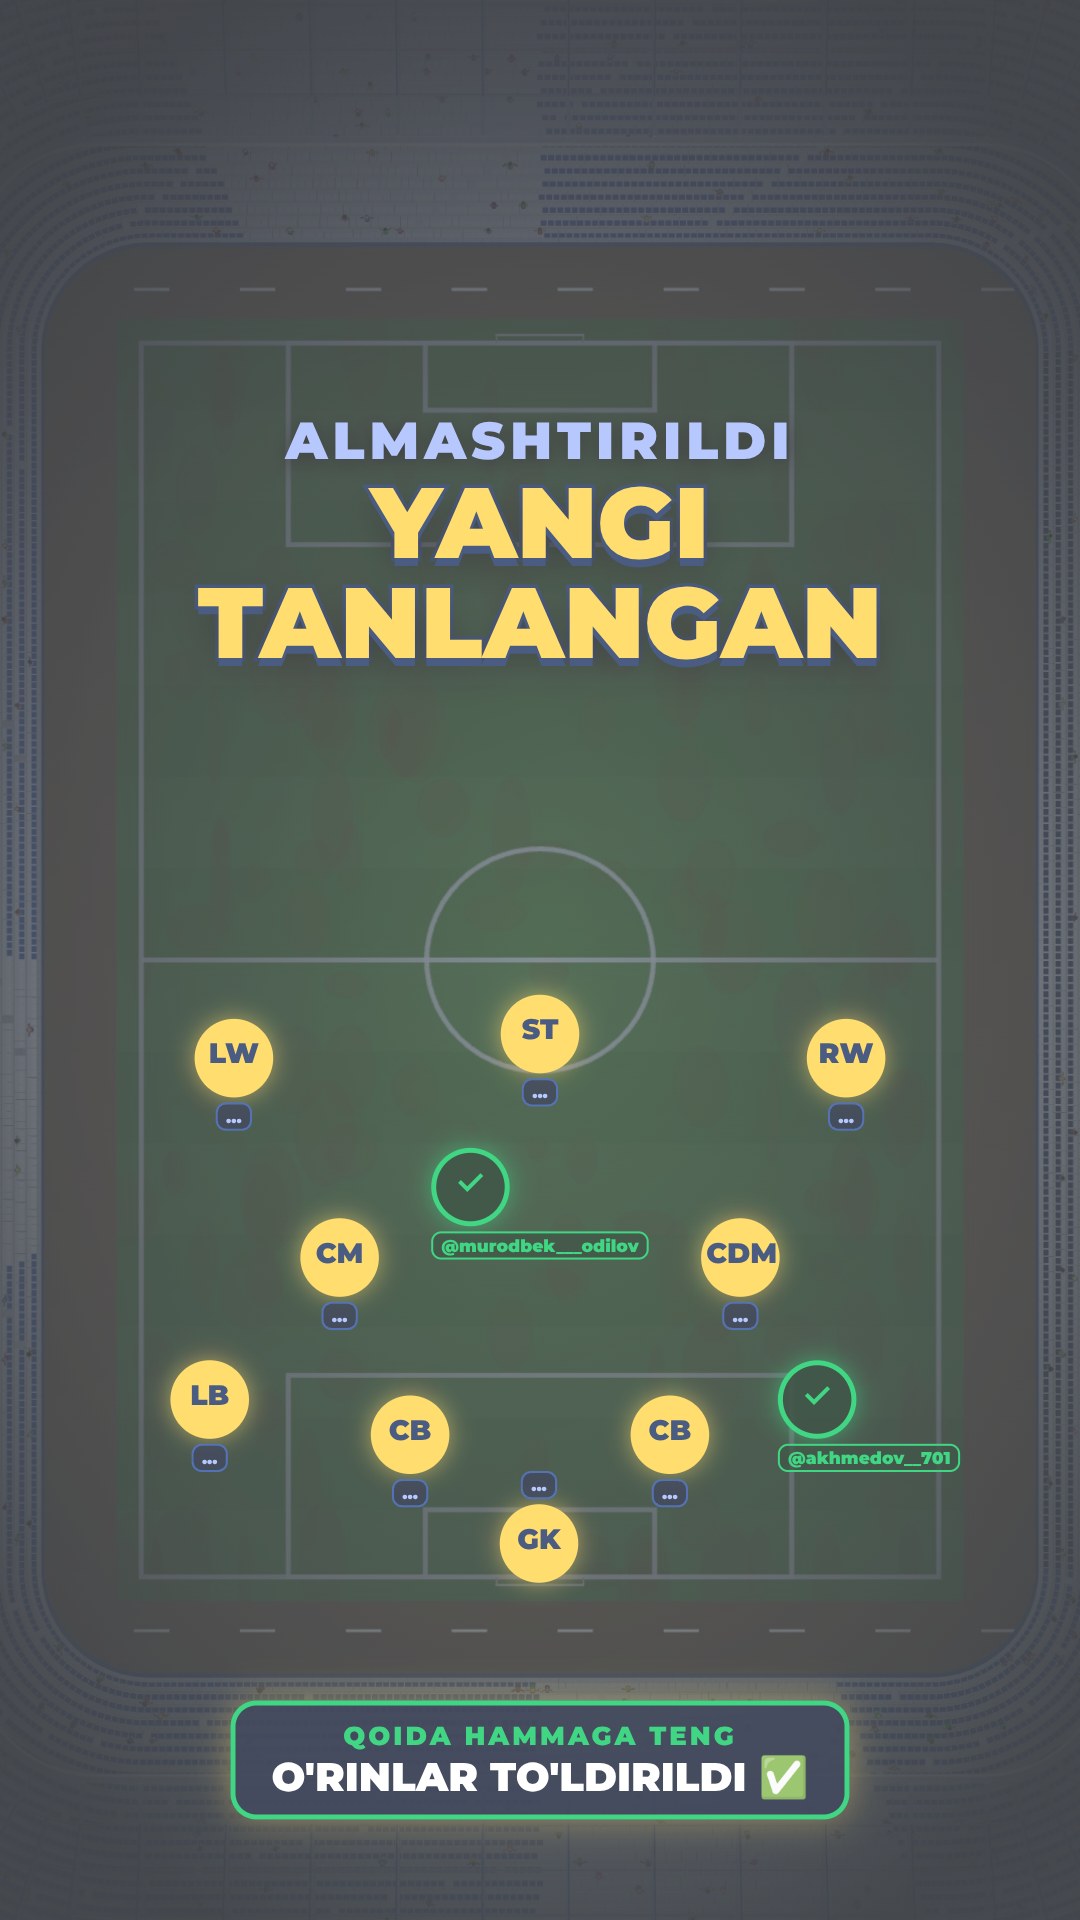 ALMASHTIRILDI
YANGI
TANLANGAN
LW
...
ST
...
RW
...
@murodbek___odilov
CM
...
CDM
...
LB
...
CB
...
CB
...
@akhmedov__701
...
GK
QOIDA HAMMAGA TENG
O'RINLAR TO'LDIRILDI ✅